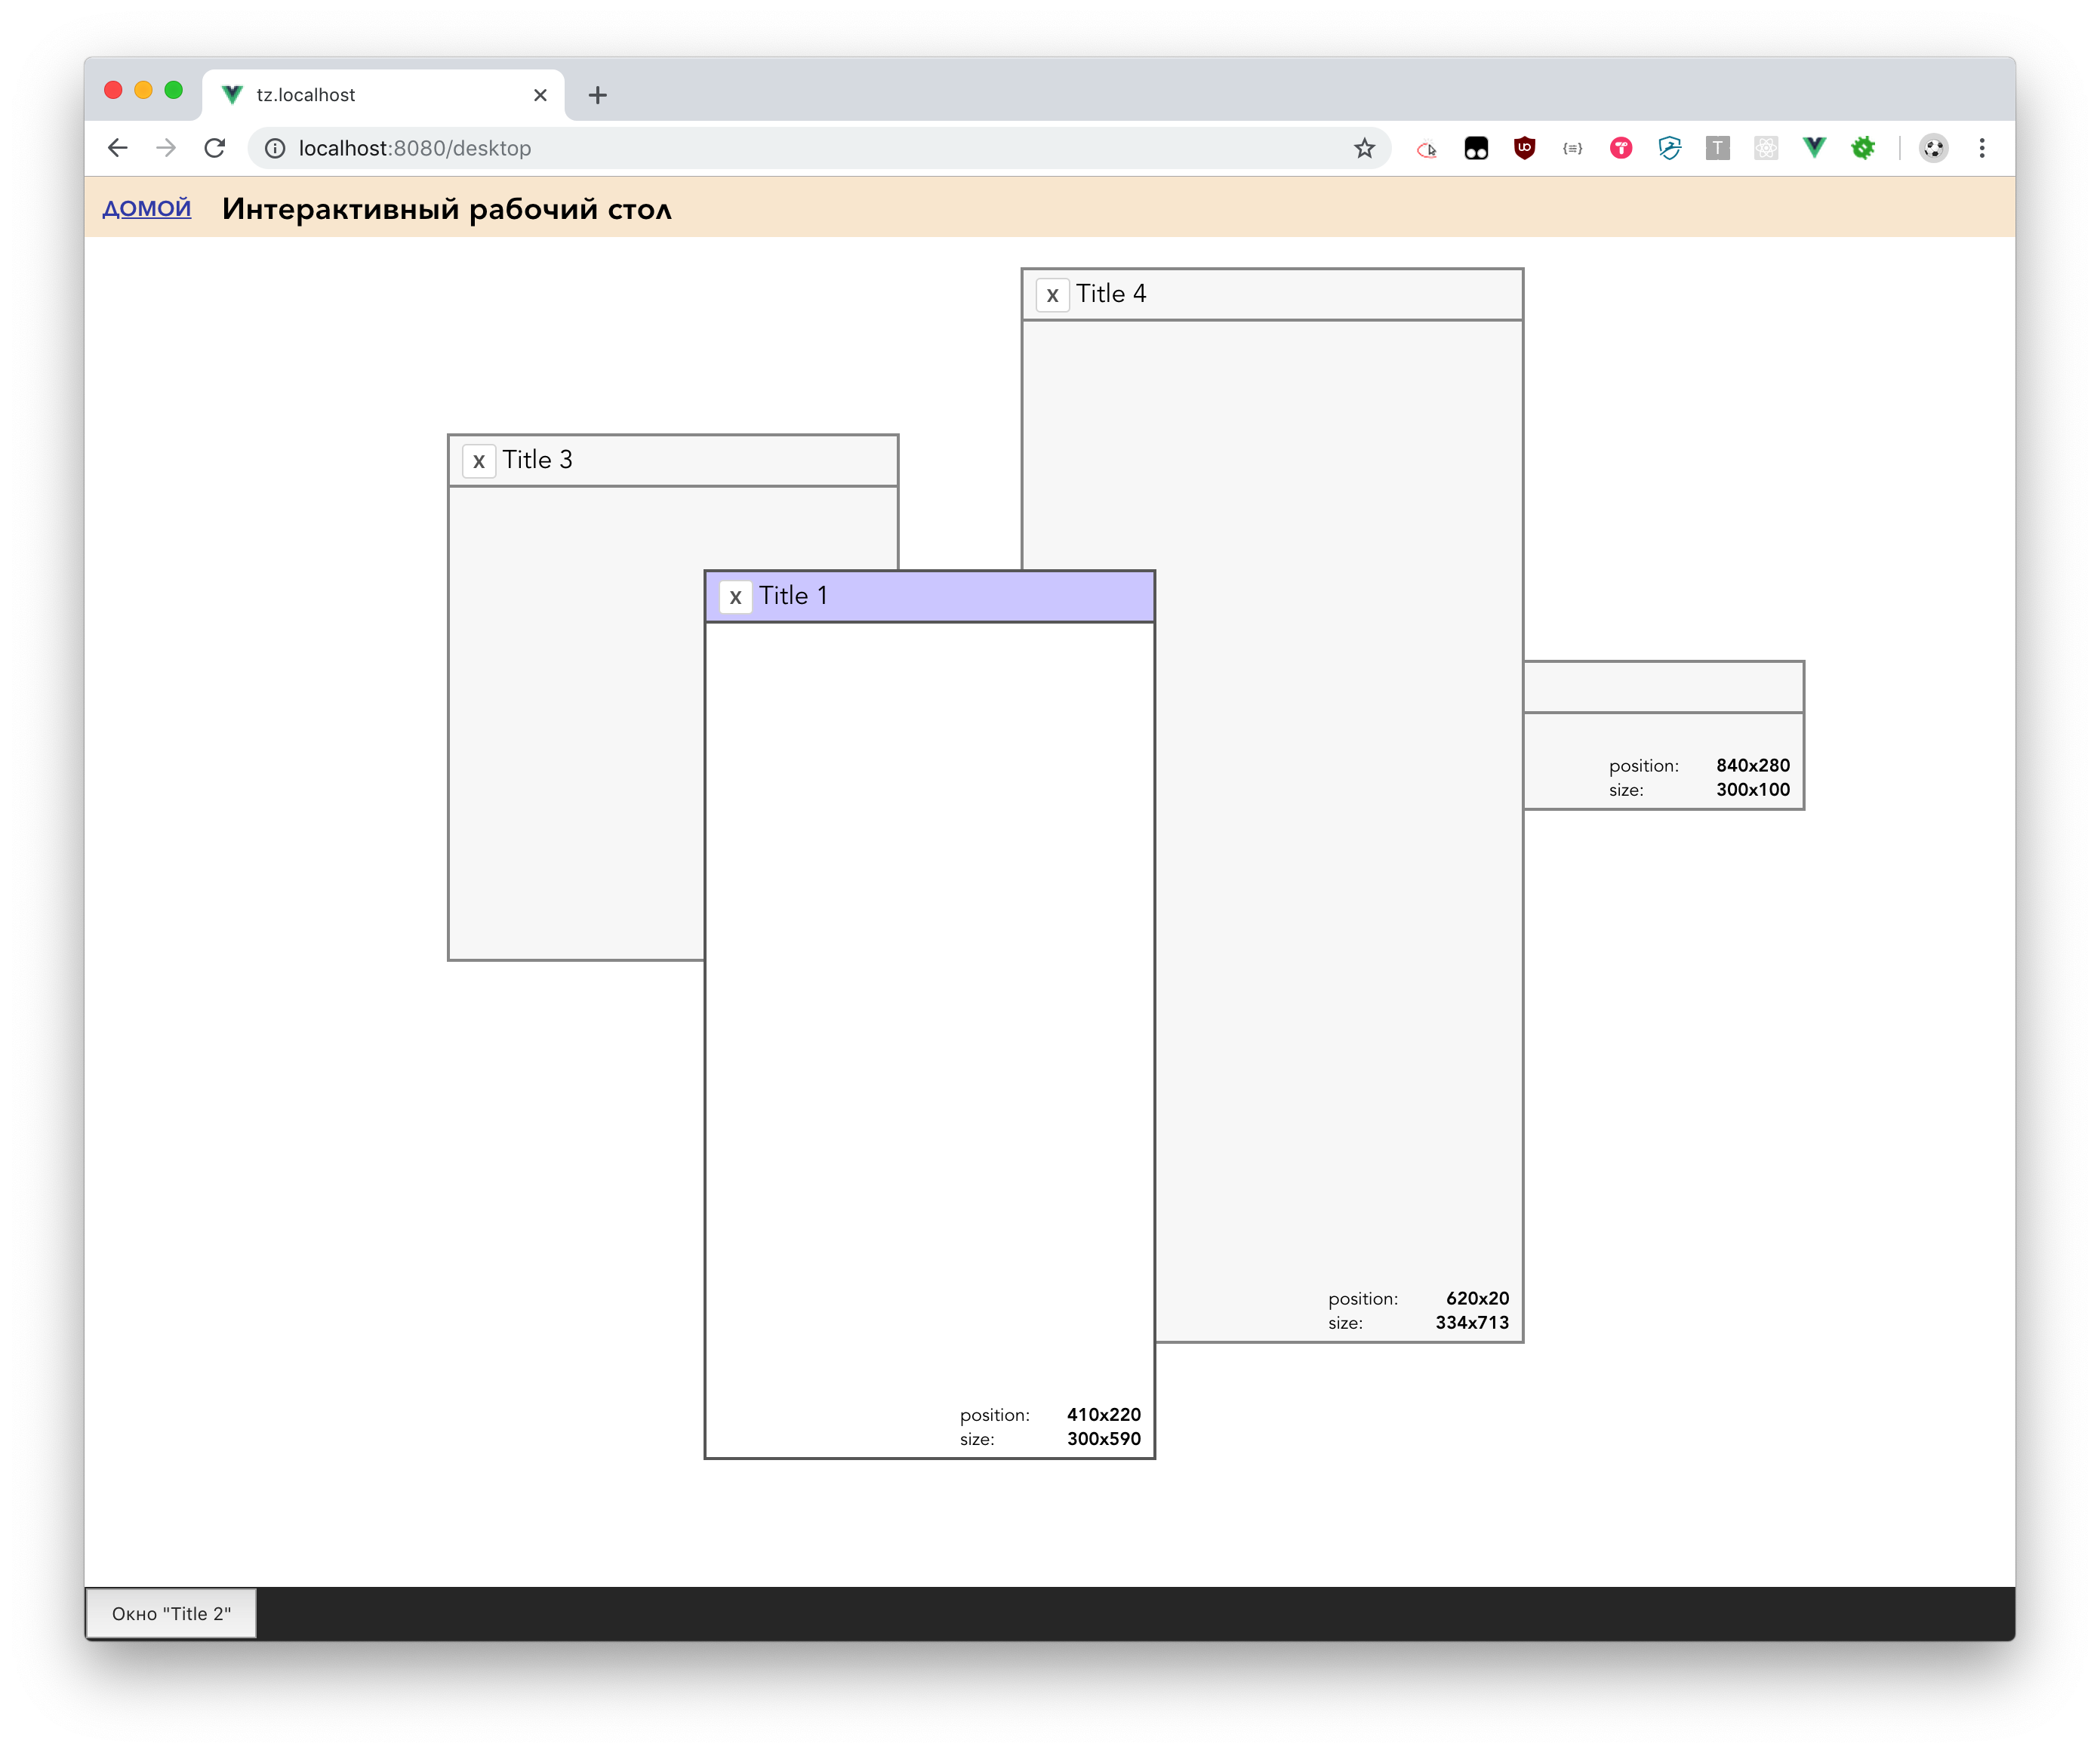 tz.localhost
localhost:8080/desktop
ДОМОЙ Интерактивный рабочий стол
X Title 4
X Title 3
X Title 1
position: 840x280
size: 300x100
position: 620x20
size: 334x713
position: 410x220
size: 300x590
Окно "Title 2"